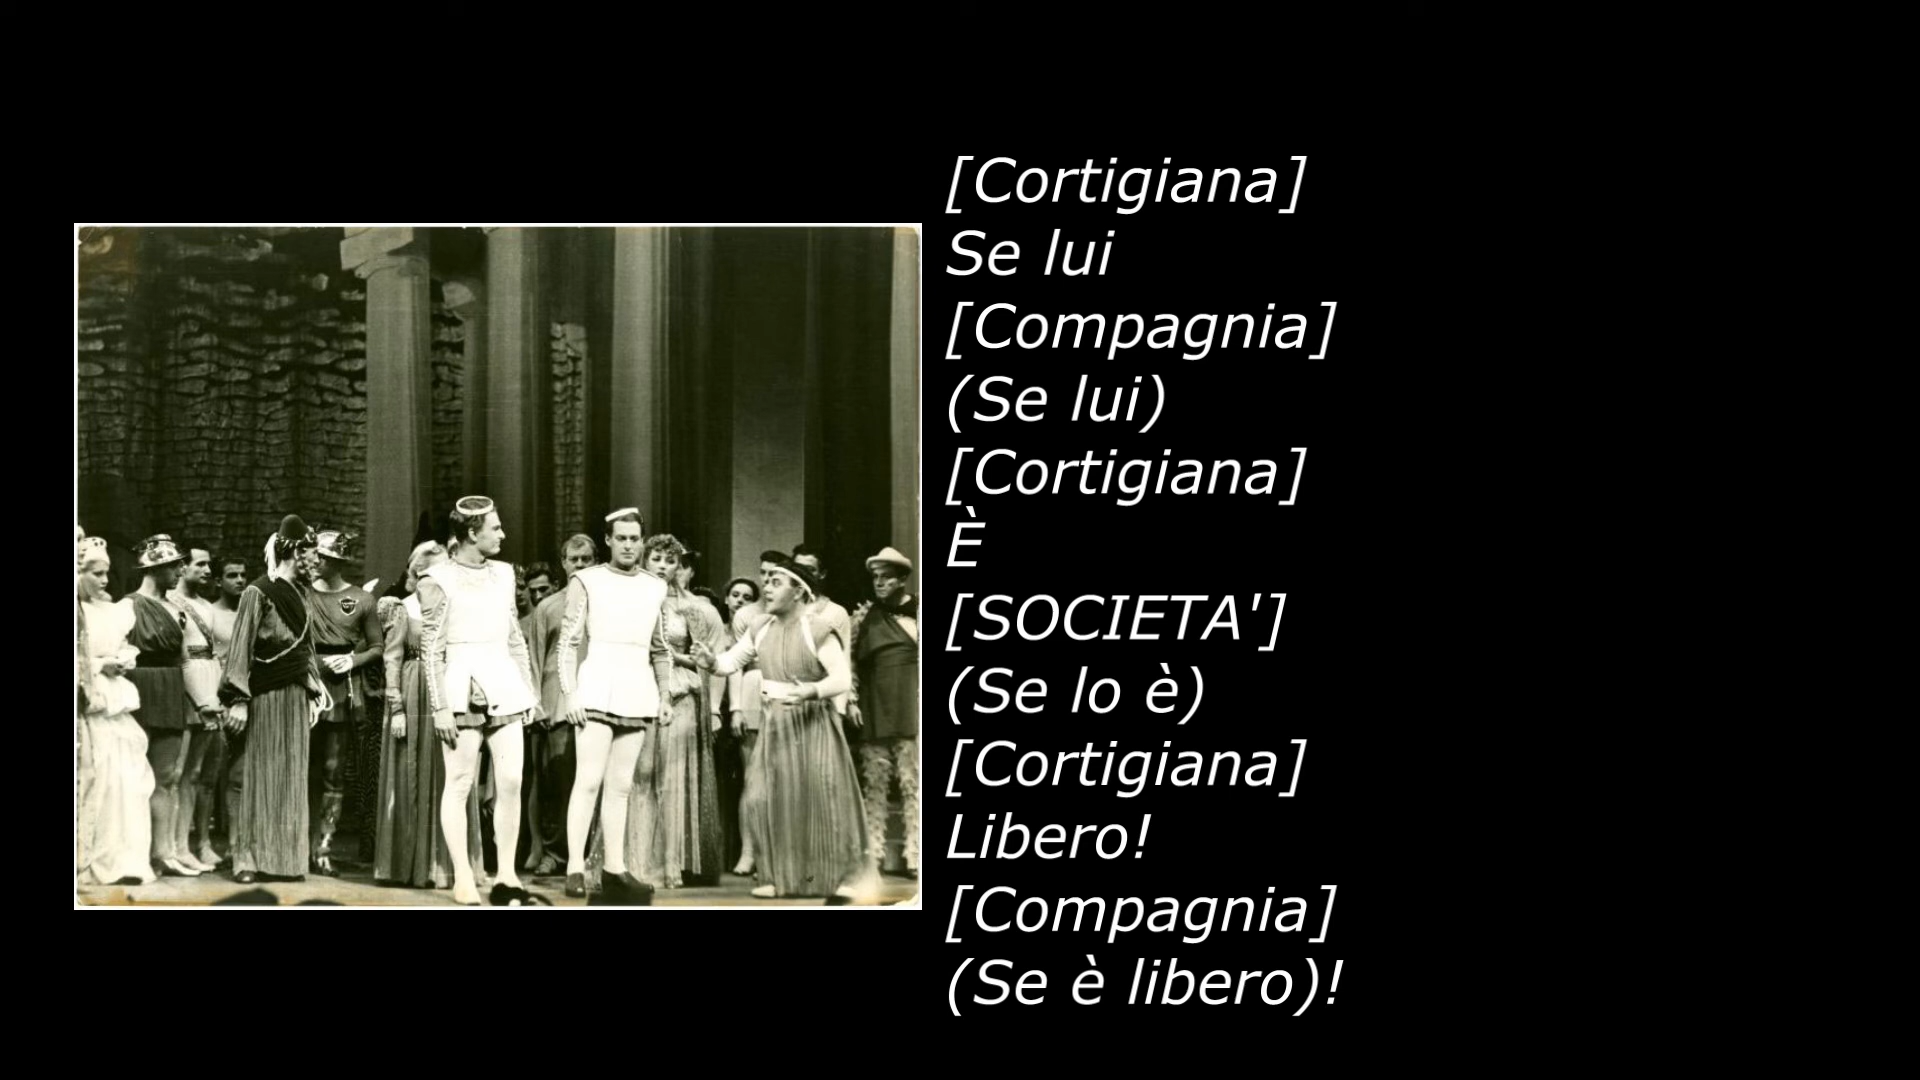 [Cortigiana]
Se lui
[Compagnia]
(Se lui)
[Cortigiana]
È
[SOCIETA']
(Se lo è)
[Cortigiana]
Libero!
[Compagnia]
(Se è libero)!